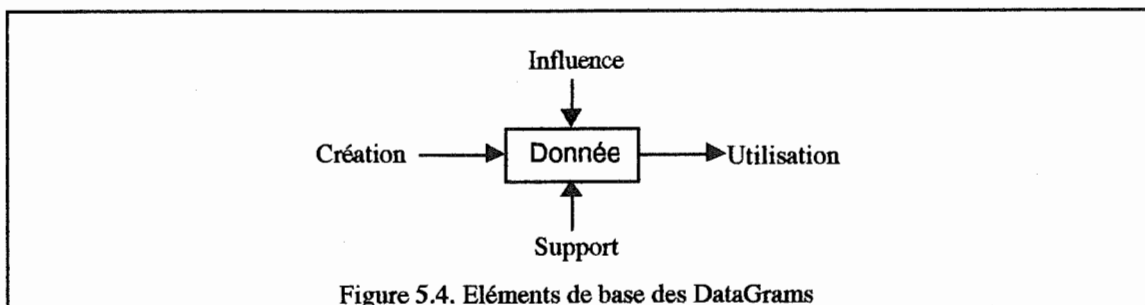 Influence
Création Donnée Utilisation
Support
Figure 5.4. Eléments de base des DataGrams